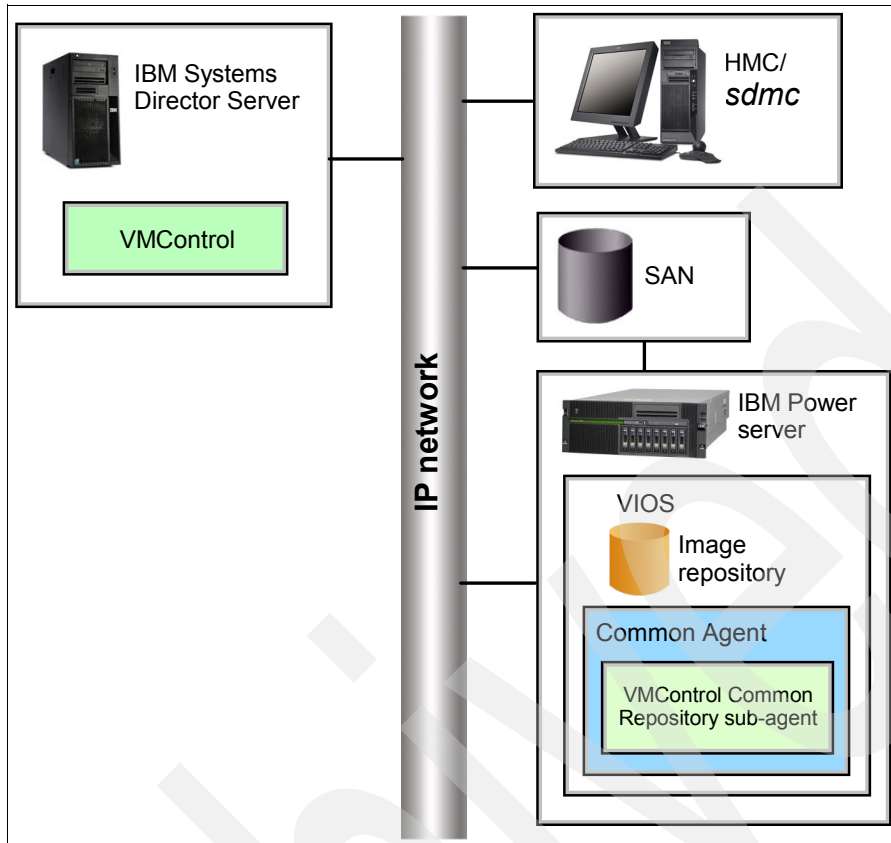 IBM Systems
Director Server
VMControl
IP network
HMC/
sdmc
SAN
IBM Power
server
VIOS
Image
repository
Common Agent
VMControl Common
Repository sub-agent